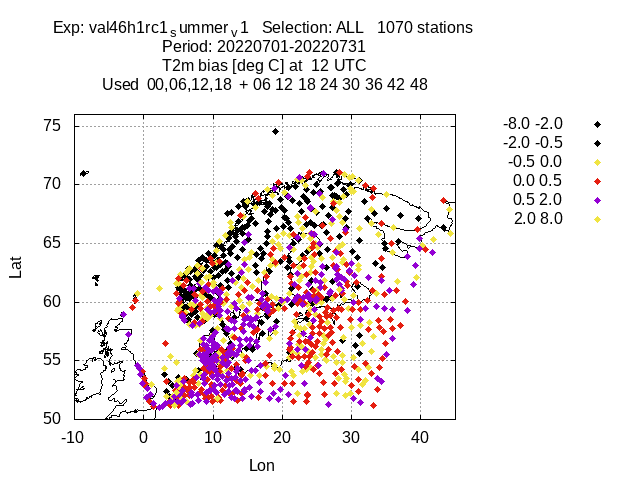 Exp: val46h1rc1summerv1 Selection: ALL 1070 stations
Period: 20220701-20220731
T2m bias [deg C] at 12 UTC
Used 00,06,12,18 + 06 12 18 24 30 36 42 48
-8.0 -2.0
-2.0 -0.5
-0.5 0.0
0.0 0.5
0.5 2.0
2.0 8.0
75
70
65
60
55
50
Lat
-10 0 10 20 30 40
Lon